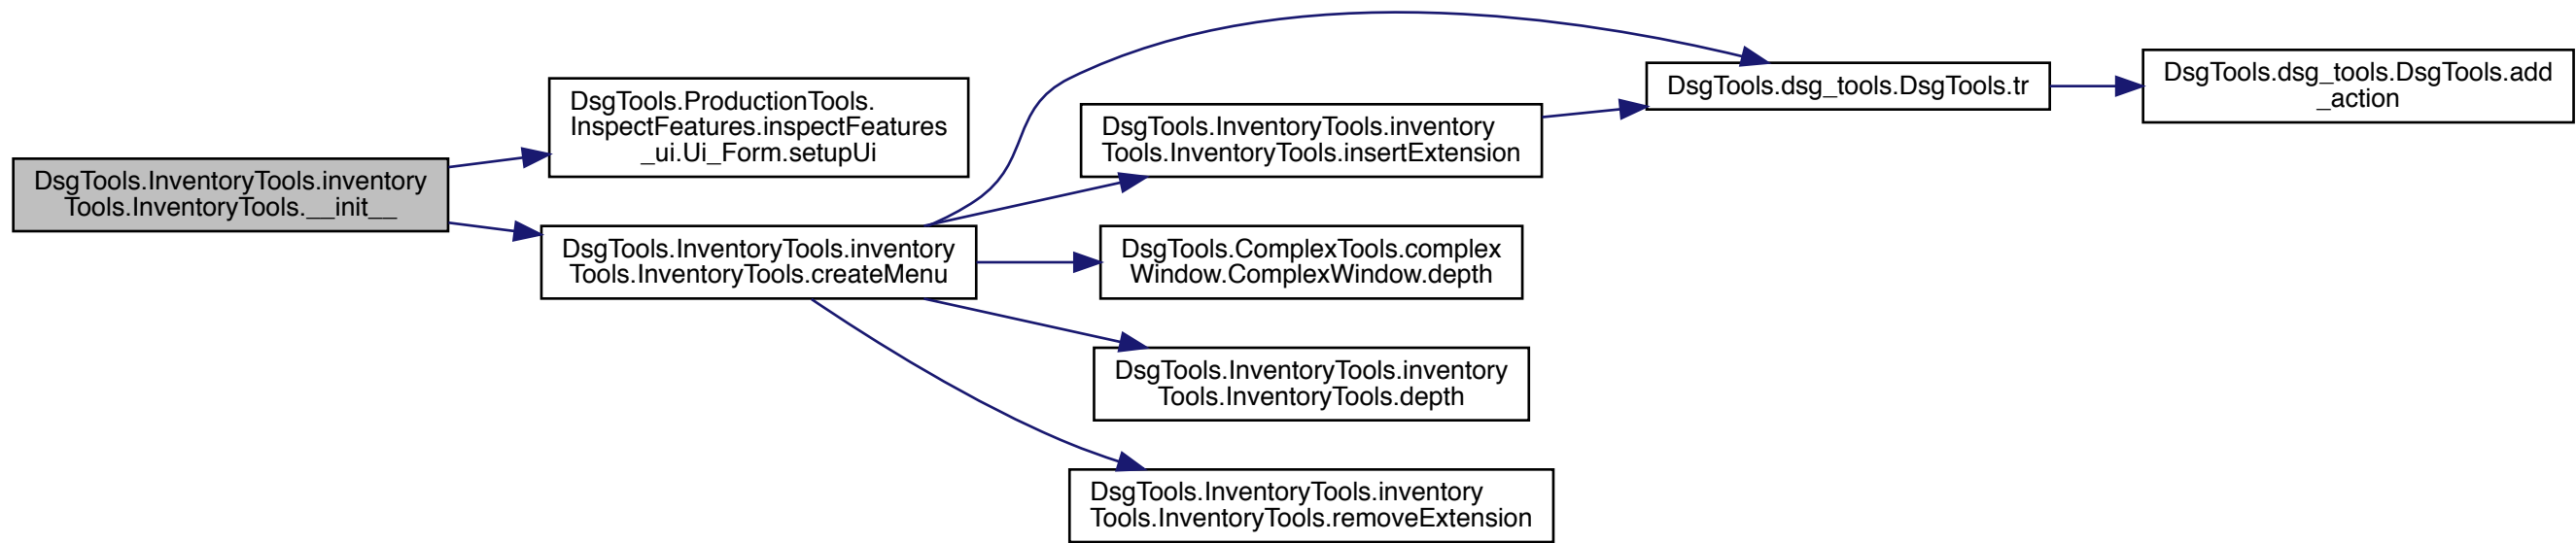 DsgTools.InventoryTools.inventory
Tools.InventoryTools.__init__
DsgTools.ProductionTools.
InspectFeatures.inspectFeatures
_ui.Ui_Form.setupUi
DsgTools.InventoryTools.inventory
Tools.InventoryTools.createMenu
DsgTools.InventoryTools.inventory
Tools.InventoryTools.insertExtension
DsgTools.ComplexTools.complex
Window.ComplexWindow.depth
DsgTools.InventoryTools.inventory
Tools.InventoryTools.depth
DsgTools.InventoryTools.inventory
Tools.InventoryTools.removeExtension
DsgTools.dsg_tools.DsgTools.tr
DsgTools.dsg_tools.DsgTools.add
_action